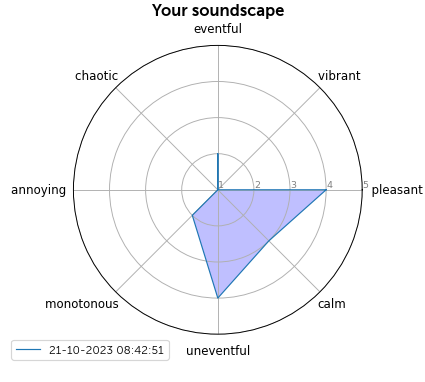 Your soundscape
eventful
chaotic
vibrant
annoying
1
2
3
4
5
pleasant
monotonous
calm
uneventful
21-10-2023 08:42:51